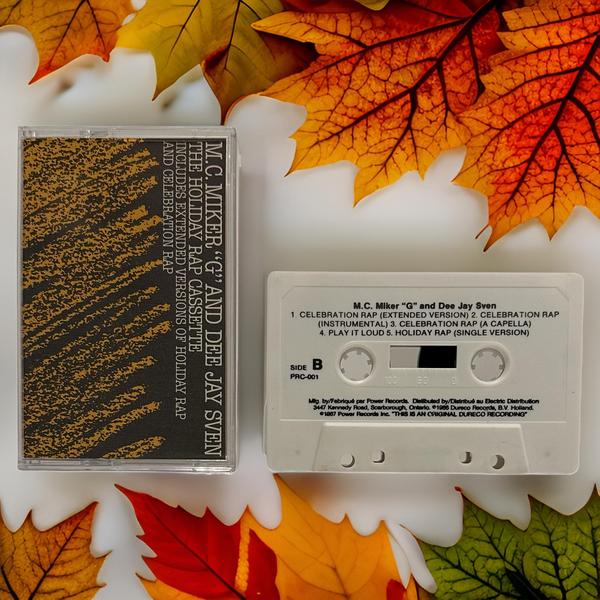 M.C. MIKER "G" AND DEE JAY SVEN
THE HOLIDAY RAP CASSETTE
INCLUDES EXTENDED VERSIONS OF HOLIDAY RAP
AND CELEBRATION RAP
M.C. Miker "G" and Dee Jay Sven
1 CELEBRATION RAP (EXTENDED VERSION) 2. CELEBRATION RAP
(INSTRUMENTAL) 3. CELEBRATION RAP (A CAPELLA)
4. PLAY IT LOUD 5. HOLIDAY RAP (SINGLE VERSION)
SIDE B
PRC-001
100 50 0
Mfg. by/Fabriqué par Power Records. Distributed by/Distribué au Electric Distribution
3447 Kennedy Road, Scarborough, Ontario. ©1986 Dureco Records, B.V. Holland.
©1987 Power Records Inc. "THIS IS AN ORIGINAL DURECO RECORDING"